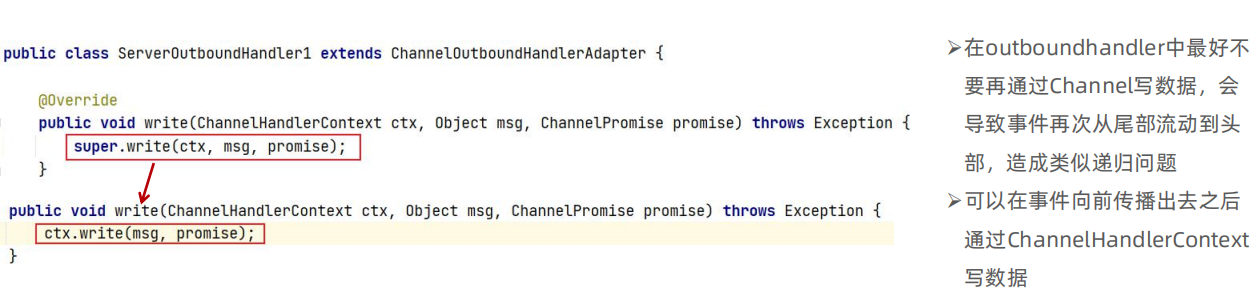 public class ServerOutboundHandler1 extends ChannelOutboundHandlerAdapter {
@Override
public void write(ChannelHandlerContext ctx, Object msg, ChannelPromise promise) throws Exception {
super.write(ctx, msg, promise);
}
public void write(ChannelHandlerContext ctx, Object msg, ChannelPromise promise) throws Exception {
ctx.write(msg, promise);
}
➢在outboundhandler中最好不
要再通过Channel写数据，会
导致事件再次从尾部流动到头
部，造成类似递归问题
➢可以在事件向前传播出去之后
通过ChannelHandlerContext
写数据